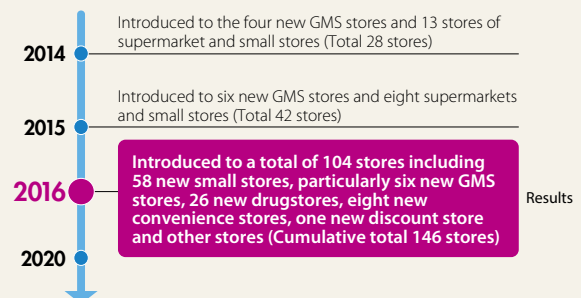 Introduced to the four new GMS stores and 13 stores of
supermarket and small stores (Total 28 stores)
2014
Introduced to six new GMS stores and eight supermarkets
and small stores (Total 42 stores)
2015
Introduced to a total of 104 stores including
58 new small stores, particularly six new GMS
stores, 26 new drugstores, eight new
convenience stores, one new discount store
and other stores (Cumulative total 146 stores)
2016
Results
2020